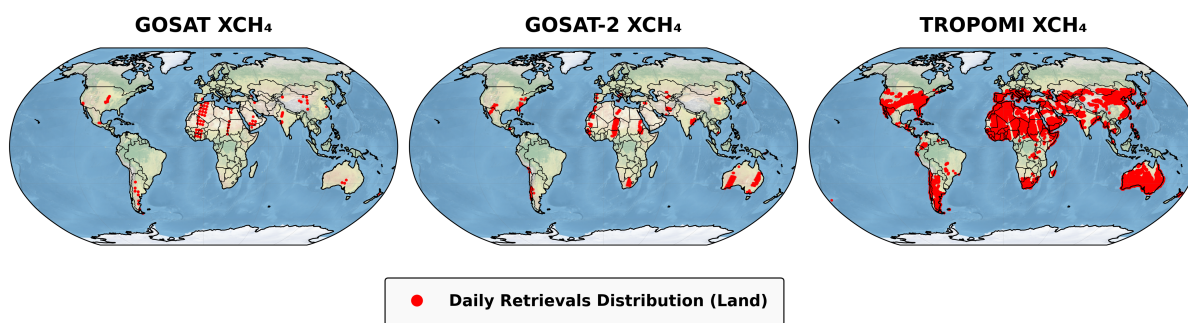 GOSAT XCH₄
GOSAT-2 XCH₄
TROPOMI XCH₄
Daily Retrievals Distribution (Land)